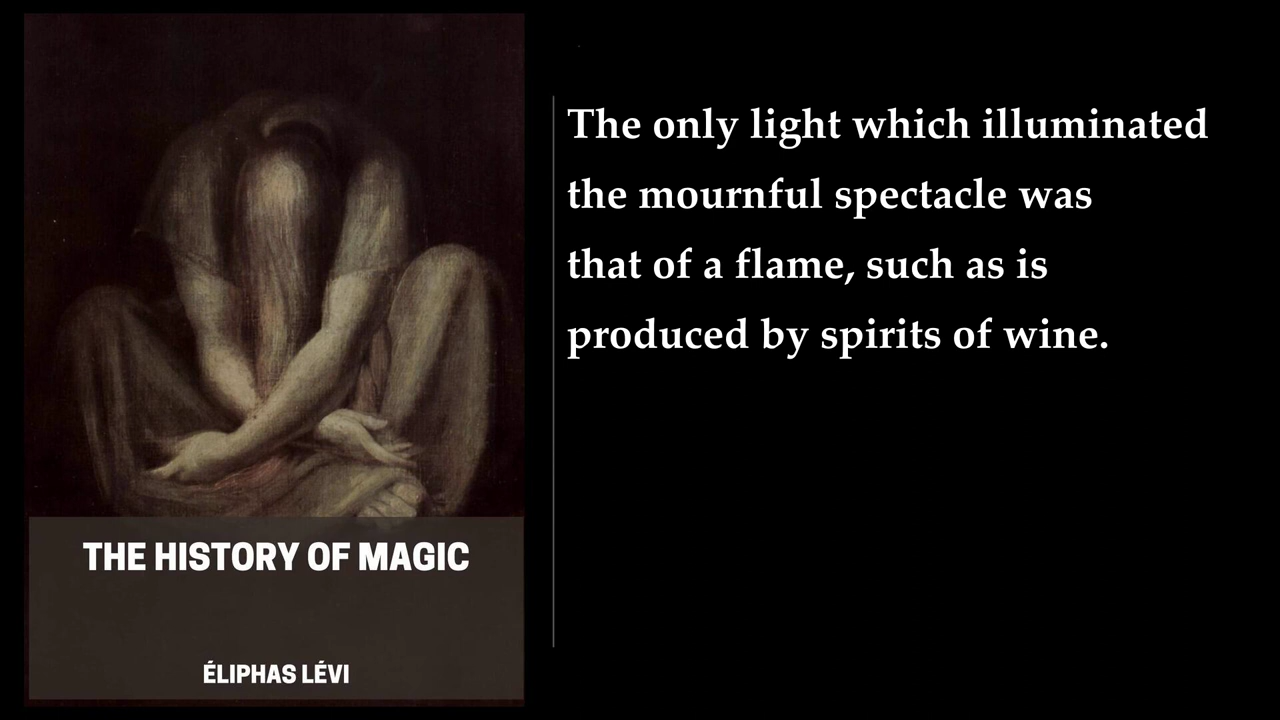 The only light which illuminated
the mournful spectacle was
that of a flame, such as is
produced by spirits of wine.
THE HISTORY OF MAGIC
ÉLIPHAS LÉVI